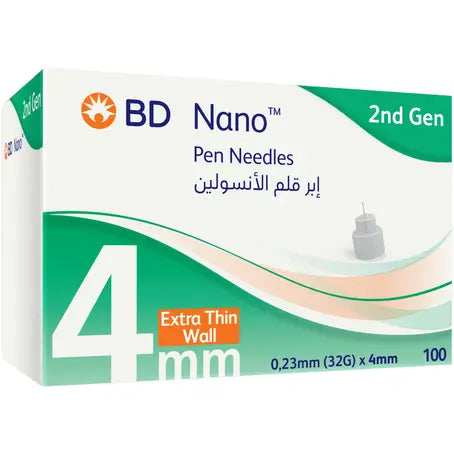 2nd Gen
BD Nano
4
BD Nano™
2nd Gen
Pen Needles
إبر قلم الأنسولين
4mm
Extra Thin
Wall
0,23mm (32G) x 4mm
100